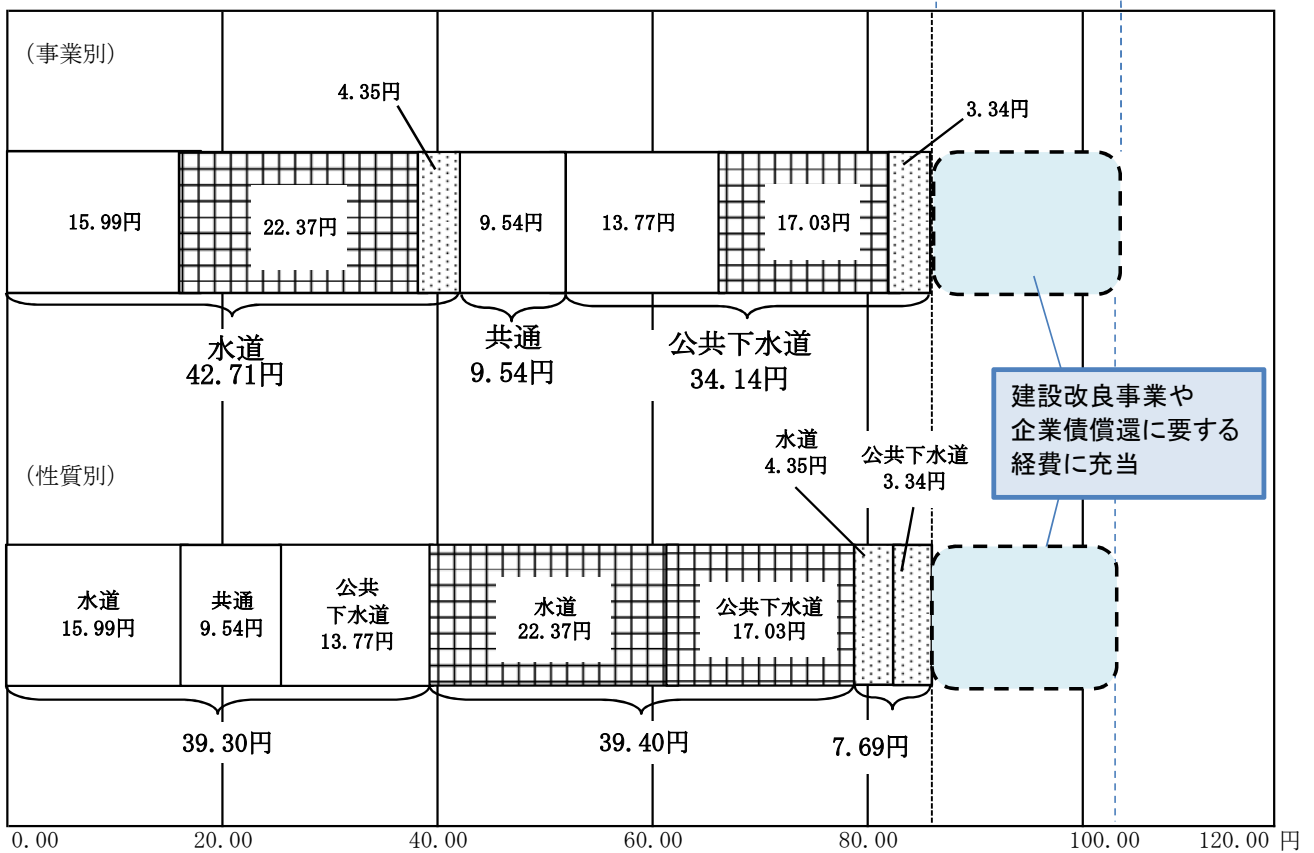 （事業別）
4.35円
3.34円
15.99円
22.37円
9.54円
13.77円
17.03円
水道
42.71円
共通
9.54円
公共下水道
34.14円
建設改良事業や
企業債償還に要する
経費に充当
（性質別）
水道
4.35円
公共下水道
3.34円
水道
15.99円
共通
9.54円
公共
下水道
13.77円
水道
22.37円
公共下水道
17.03円
39.30円
39.40円
7.69円
0.00 20.00 40.00 60.00 80.00 100.00 120.00 円